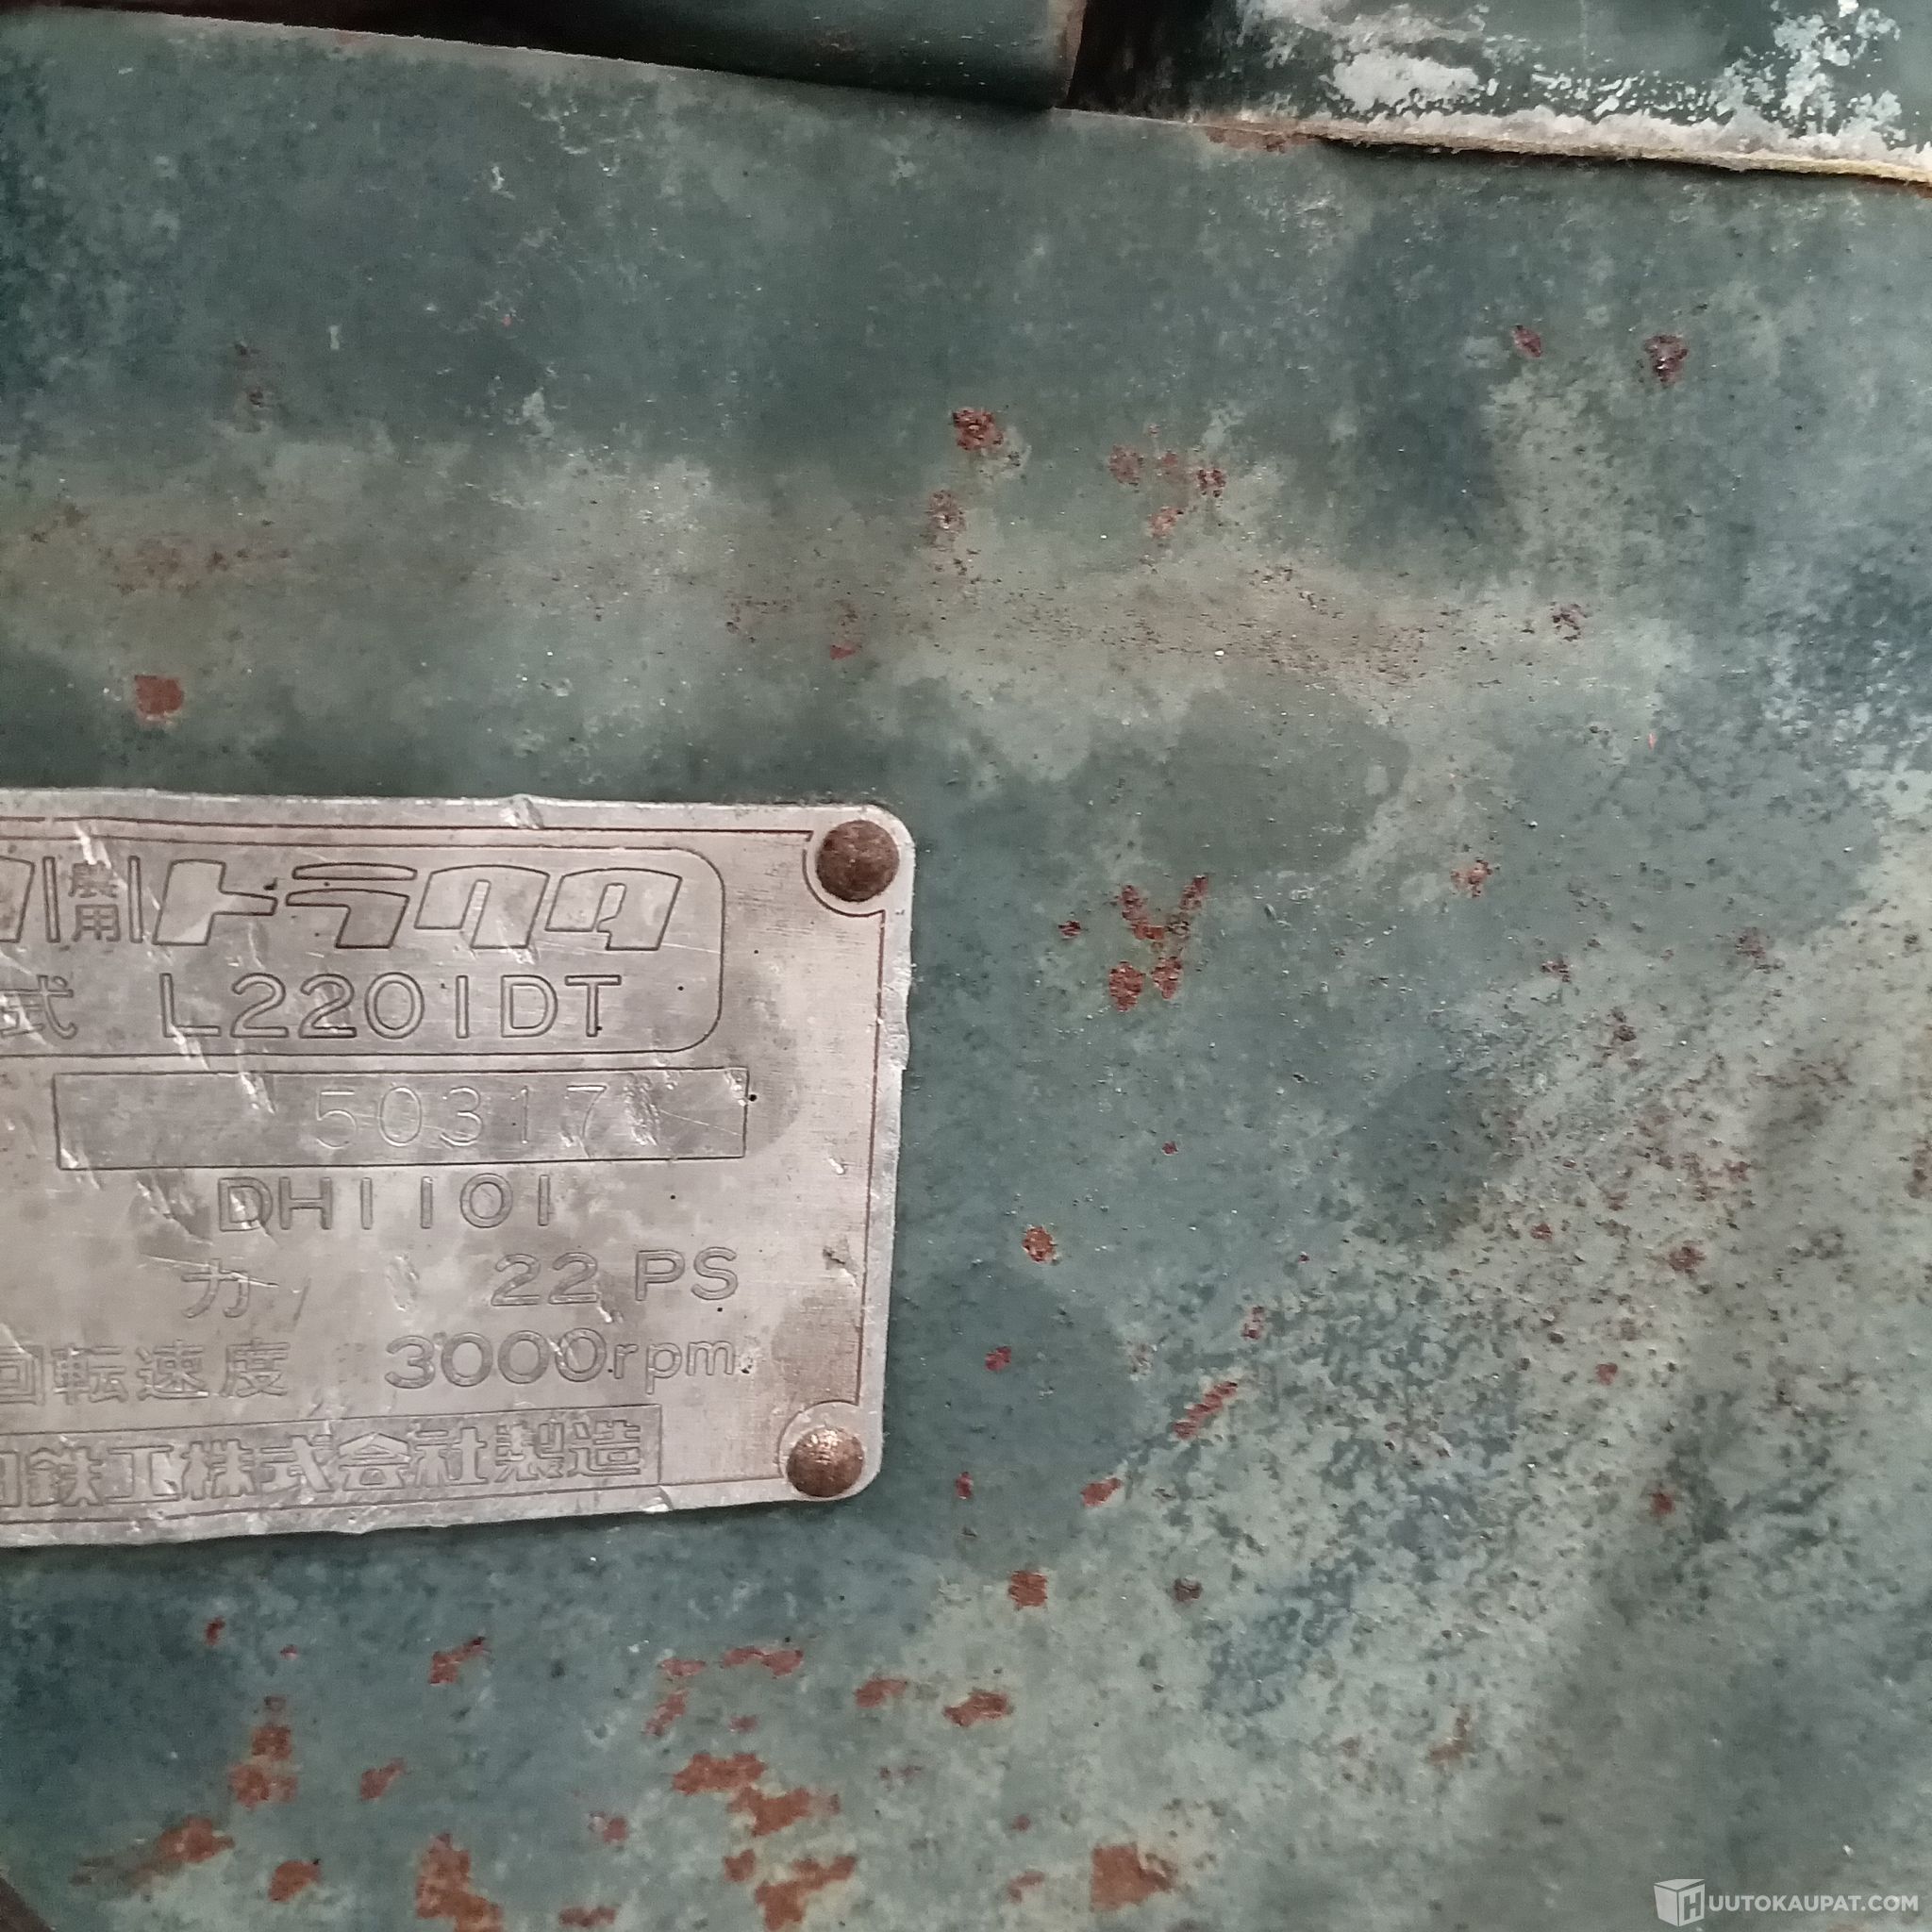 農用 トラクタ
式 L2201DT
50317
DH1101
力 22 PS
回転速度 3000rpm
鉄工株式会社製造
HUUTOKAUPAT.COM